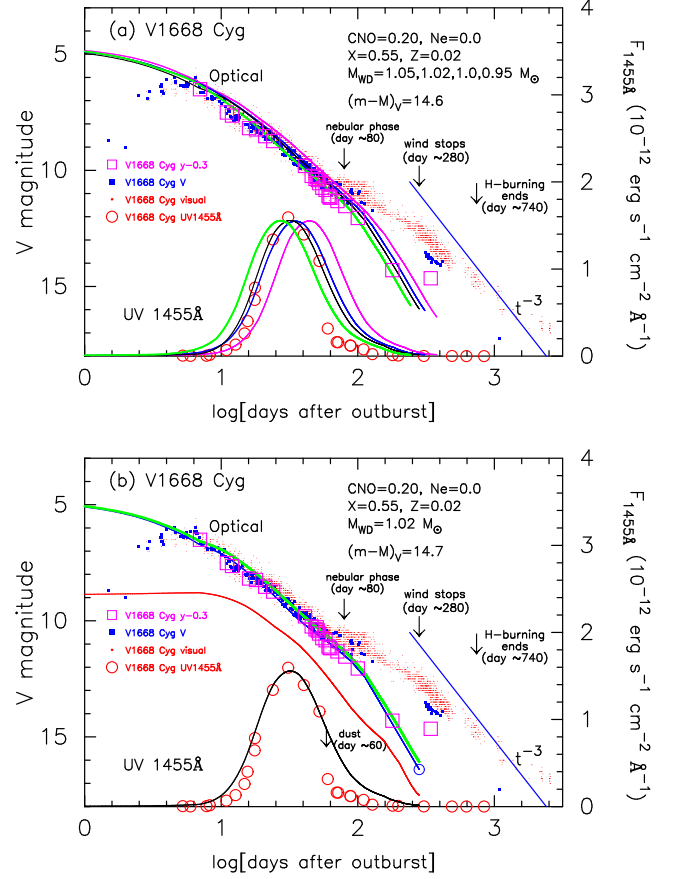 (a) V1668 Cyg
CNO=0.20, Ne=0.0
X=0.55, Z=0.02
M_WD=1.05,1.02,1.0,0.95 M_⊙
(m−M)_V=14.6
Optical
nebular phase
(day ~80)
wind stops
(day ~280)
H-burning
ends
(day ~740)
V1668 Cyg y-0.3
V1668 Cyg V
V1668 Cyg visual
V1668 Cyg UV1455Å
UV 1455Å
t^-3
5
10
15
V magnitude
0
1
2
3
4
F_1455Å (10^-12 erg s^-1 cm^-2 Å^-1)
0
1
2
3
log[days after outburst]
(b) V1668 Cyg
CNO=0.20, Ne=0.0
X=0.55, Z=0.02
M_WD=1.02 M_⊙
(m−M)_V=14.7
Optical
nebular phase
(day ~80)
wind stops
(day ~280)
H-burning
ends
(day ~740)
V1668 Cyg y-0.3
V1668 Cyg V
V1668 Cyg visual
V1668 Cyg UV1455Å
dust
(day ~60)
UV 1455Å
t^-3
5
10
15
V magnitude
0
1
2
3
4
F_1455Å (10^-12 erg s^-1 cm^-2 Å^-1)
0
1
2
3
log[days after outburst]